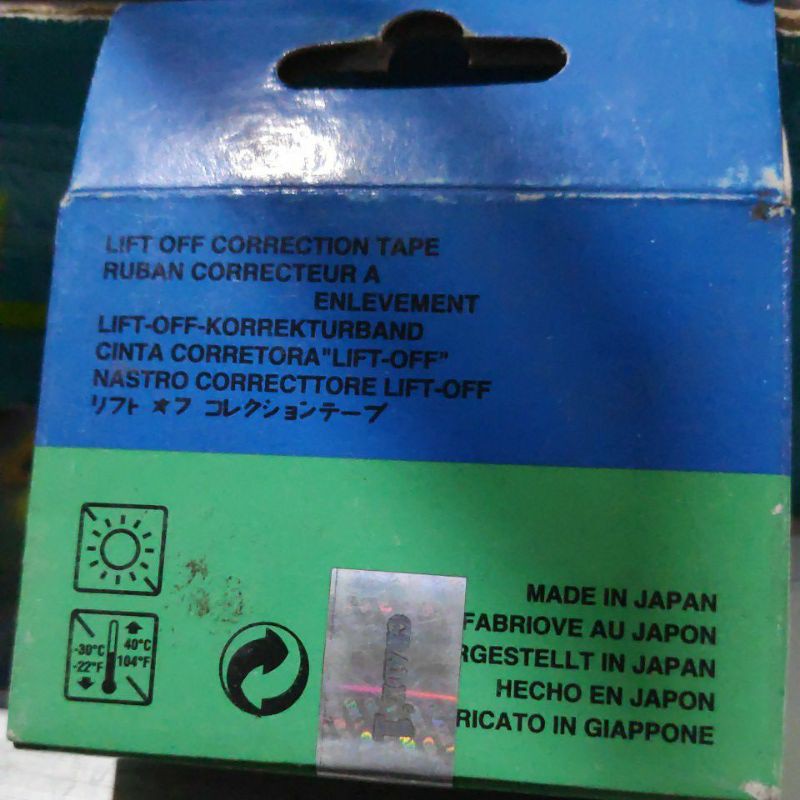 LIFT OFF CORRECTION TAPE
RUBAN CORRECTEUR A
ENLEVEMENT
LIFT-OFF-KORREKTURBAND
CINTA CORRETORA"LIFT-OFF"
NASTRO CORRECTTORE LIFT-OFF
リフト オフ コレクションテープ
-30°C
-22°F
40°C
104°F
MADE IN JAPAN
FABRIOVE AU JAPON
RGESTELLT IN JAPAN
HECHO EN JAPON
RICATO IN GIAPPONE